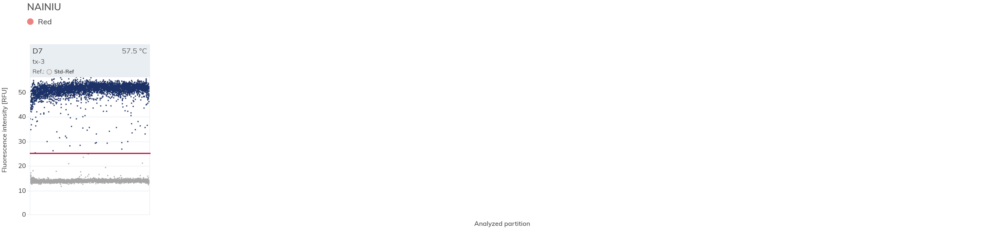 NAINIU
Red
D7 57.5 °C
tx-3
Ref.: Std-Ref
Fluorescence intensity [RFU]
50
40
30
20
10
0
Analyzed partition